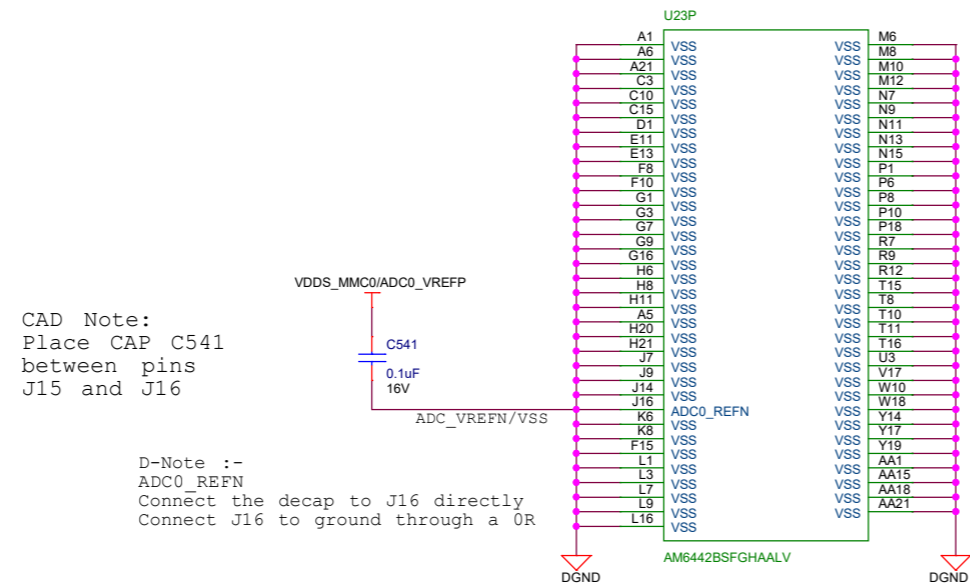 U23P
A1 VSS VSS M6
A6 VSS VSS M8
A21 VSS VSS M10
C3 VSS VSS M12
C10 VSS VSS N7
C15 VSS VSS N9
D1 VSS VSS N11
E11 VSS VSS N13
E13 VSS VSS N15
F8 VSS VSS P1
F10 VSS VSS P6
G1 VSS VSS P8
G3 VSS VSS P10
G7 VSS VSS P18
G9 VSS VSS R7
G16 VSS VSS R9
H6 VSS VSS R12
H8 VSS VSS T15
H11 VSS VSS T8
A5 VSS VSS T10
H20 VSS VSS T11
H21 VSS VSS T16
J7 VSS VSS U3
J9 VSS VSS V17
J14 VSS VSS W10
J16 ADC0_REFN VSS W18
K6 VSS VSS Y14
K8 VSS VSS Y17
F15 VSS VSS Y19
L1 VSS VSS AA1
L3 VSS VSS AA15
L7 VSS VSS AA18
L9 VSS VSS AA21
L16 VSS
AM6442BSFGHAALV
DGND
DGND
VDDS_MMC0/ADC0_VREFP
C541
0.1uF
16V
ADC_VREFN/VSS
CAD Note:
Place CAP C541
between pins
J15 and J16
D-Note :-
ADC0_REFN
Connect the decap to J16 directly
Connect J16 to ground through a 0R